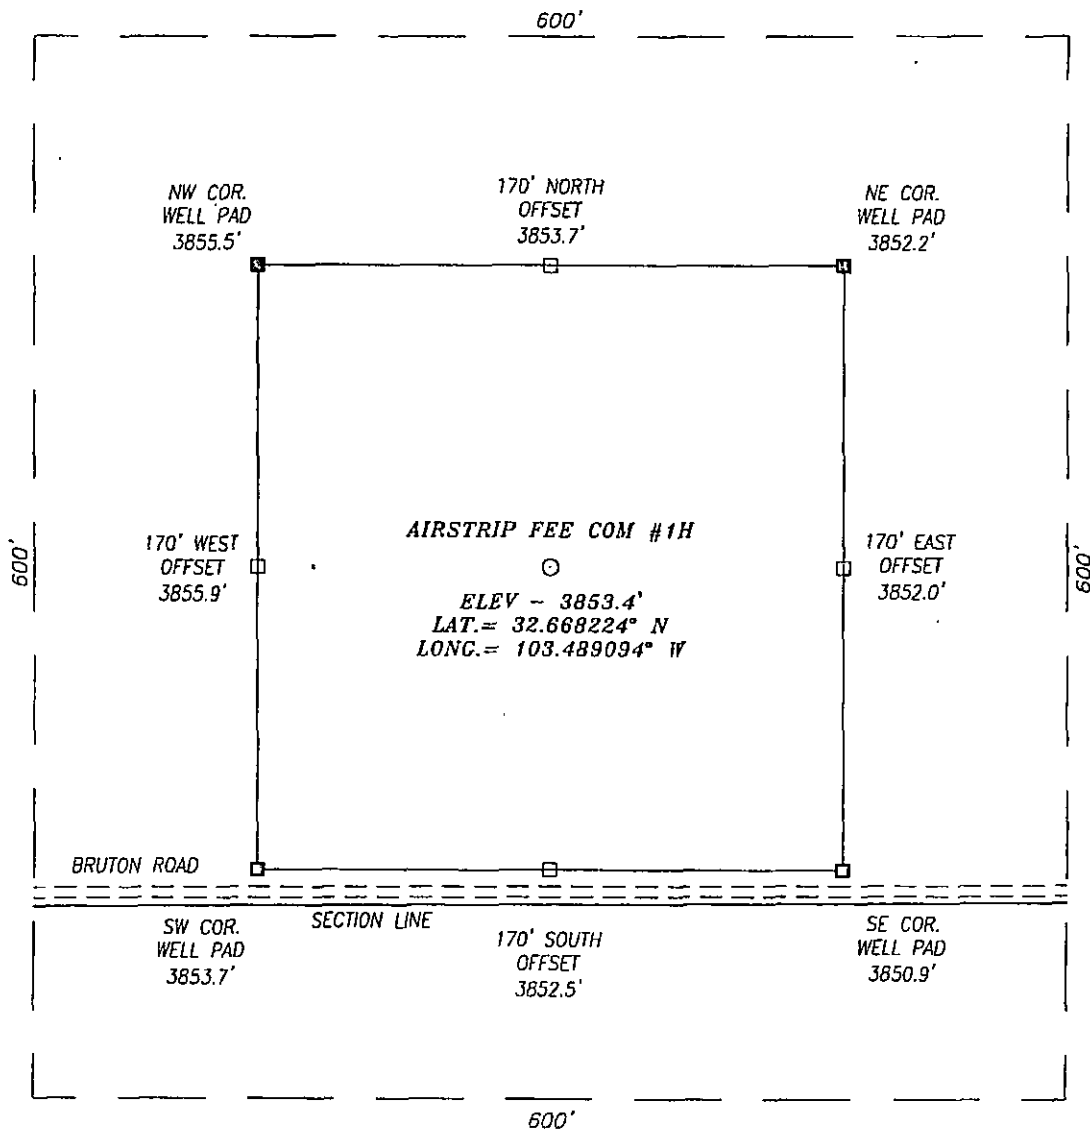 600'
NW COR.
WELL PAD
3855.5'
170' NORTH
OFFSET
3853.7'
NE COR.
WELL PAD
3852.2'
600'
170' WEST
OFFSET
3855.9'
AIRSTRIP FEE COM #1H
ELEV - 3853.4'
LAT.= 32.668224° N
LONG.= 103.489094° W
170' EAST
OFFSET
3852.0'
600'
BRUTON ROAD
SECTION LINE
SW COR.
WELL PAD
3853.7'
170' SOUTH
OFFSET
3852.5'
SE COR.
WELL PAD
3850.9'
600'